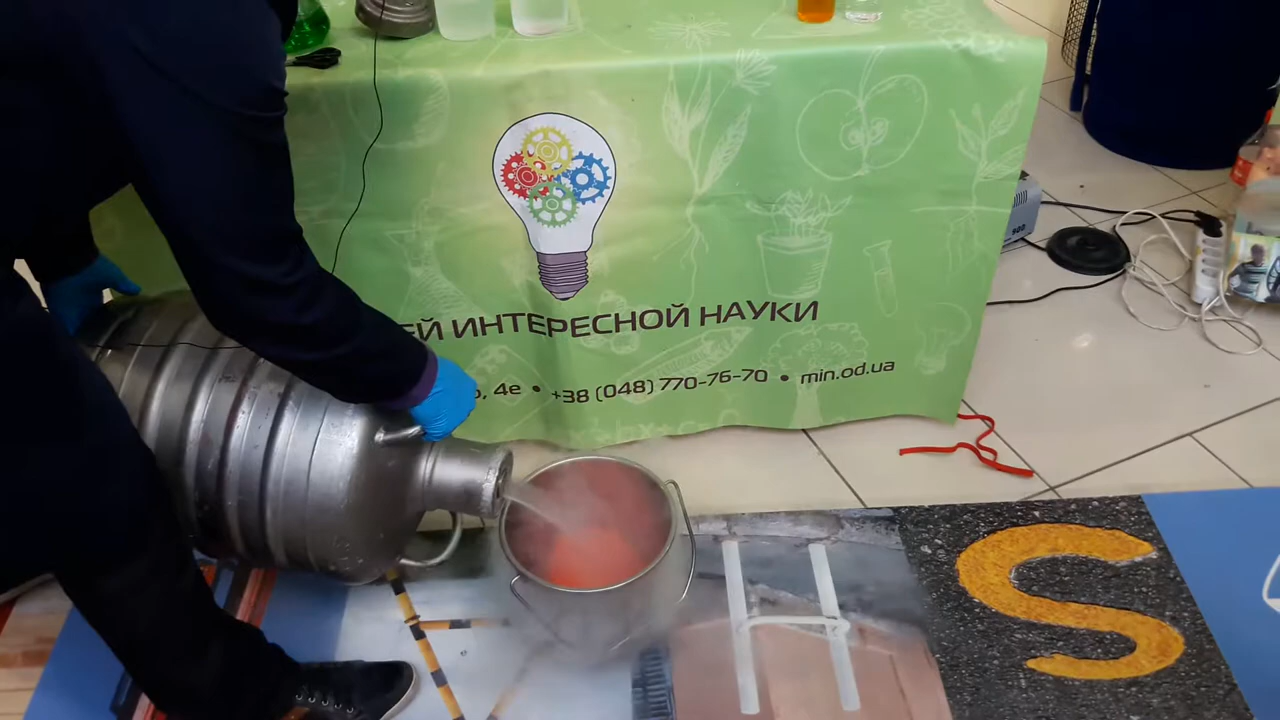 ЕЙ ИНТЕРЕСНОЙ НАУКИ
, 4е • +38 (048) 770-76-70 • min.od.ua
H S